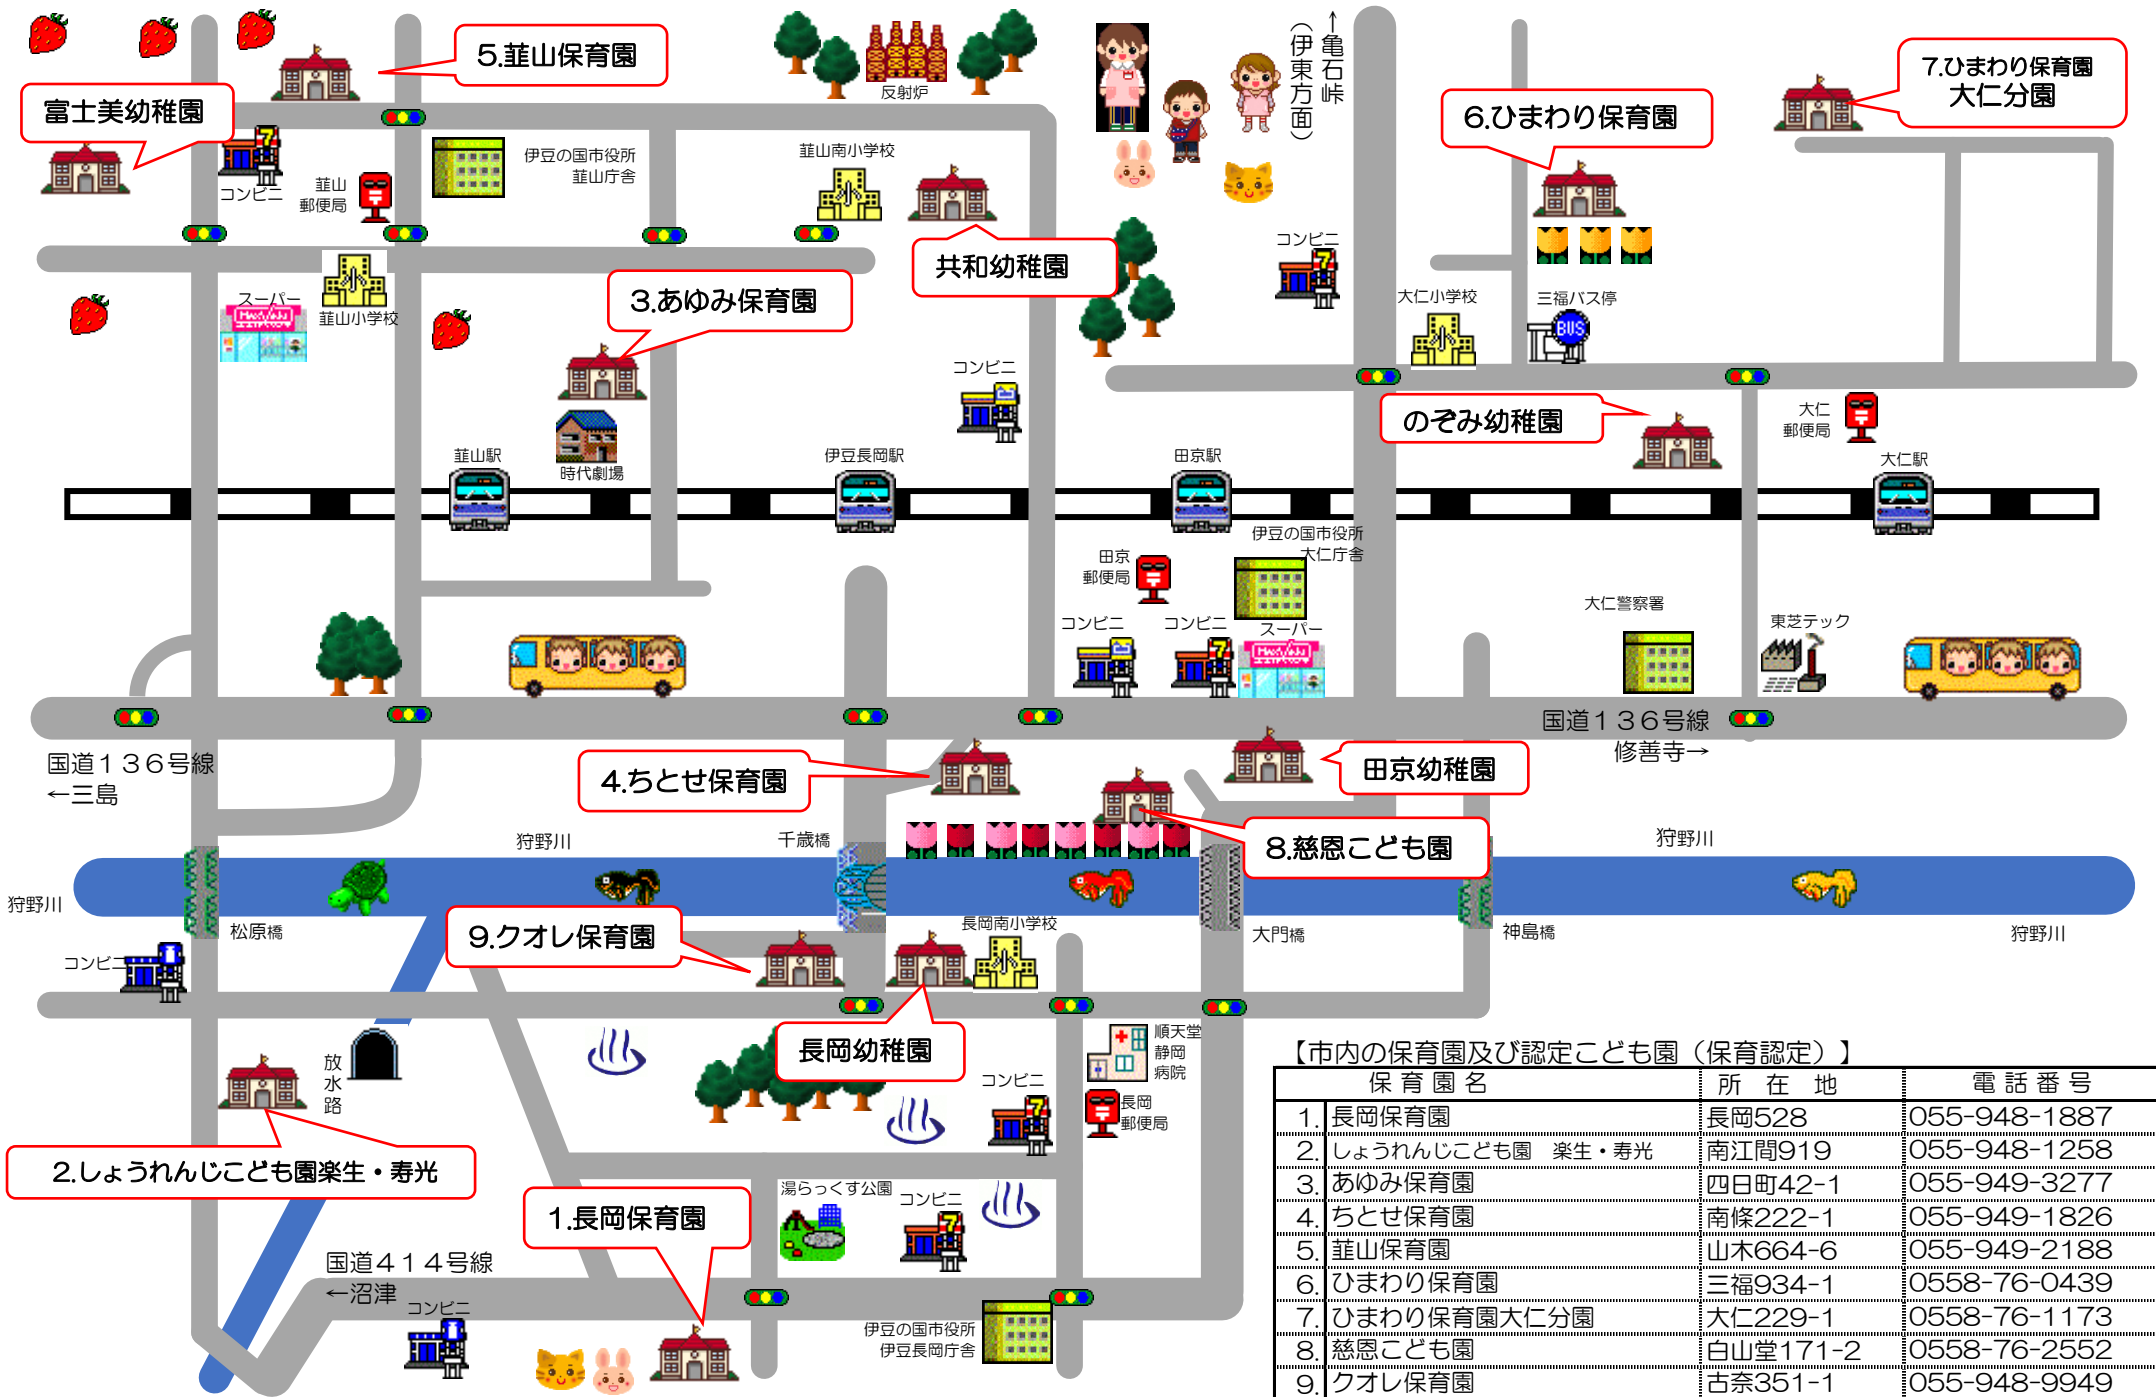 5.韮山保育園
富士美幼稚園
コンビニ
韮山
郵便局
伊豆の国市役所
韮山庁舎
反射炉
韮山南小学校
共和幼稚園
←亀石峠
（伊東方面）
6.ひまわり保育園
7.ひまわり保育園
大仁分園
スーパー
韮山小学校
3.あゆみ保育園
コンビニ
コンビニ
大仁小学校
三福バス停
BUS
のぞみ幼稚園
大仁
郵便局
時代劇場
韮山駅
伊豆長岡駅
田京駅
大仁駅
伊豆の国市役所
大仁庁舎
田京
郵便局
コンビニ
コンビニ
スーパー
大仁警察署
東芝テック
国道１３６号線
←三島
国道１３６号線
修善寺→
4.ちとせ保育園
田京幼稚園
8.慈恩こども園
狩野川
千歳橋
狩野川
狩野川
松原橋
コンビニ
9.クオレ保育園
長岡南小学校
大門橋
神島橋
狩野川
放水路
長岡幼稚園
順天堂
静岡
病院
コンビニ
長岡
郵便局
2.しょうれんじこども園楽生・寿光
1.長岡保育園
湯らっくす公園
コンビニ
国道４１４号線
←沼津
コンビニ
伊豆の国市役所
伊豆長岡庁舎
【市内の保育園及び認定こども園（保育認定）】
保育園名 所在地 電話番号
1. 長岡保育園 長岡528 055-948-1887
2. しょうれんじこども園　楽生・寿光 南江間919 055-948-1258
3. あゆみ保育園 四日町42-1 055-949-3277
4. ちとせ保育園 南條222-1 055-949-1826
5. 韮山保育園 山木664-6 055-949-2188
6. ひまわり保育園 三福934-1 0558-76-0439
7. ひまわり保育園大仁分園 大仁229-1 0558-76-1173
8. 慈恩こども園 白山堂171-2 0558-76-2552
9. クオレ保育園 古奈351-1 055-948-9949